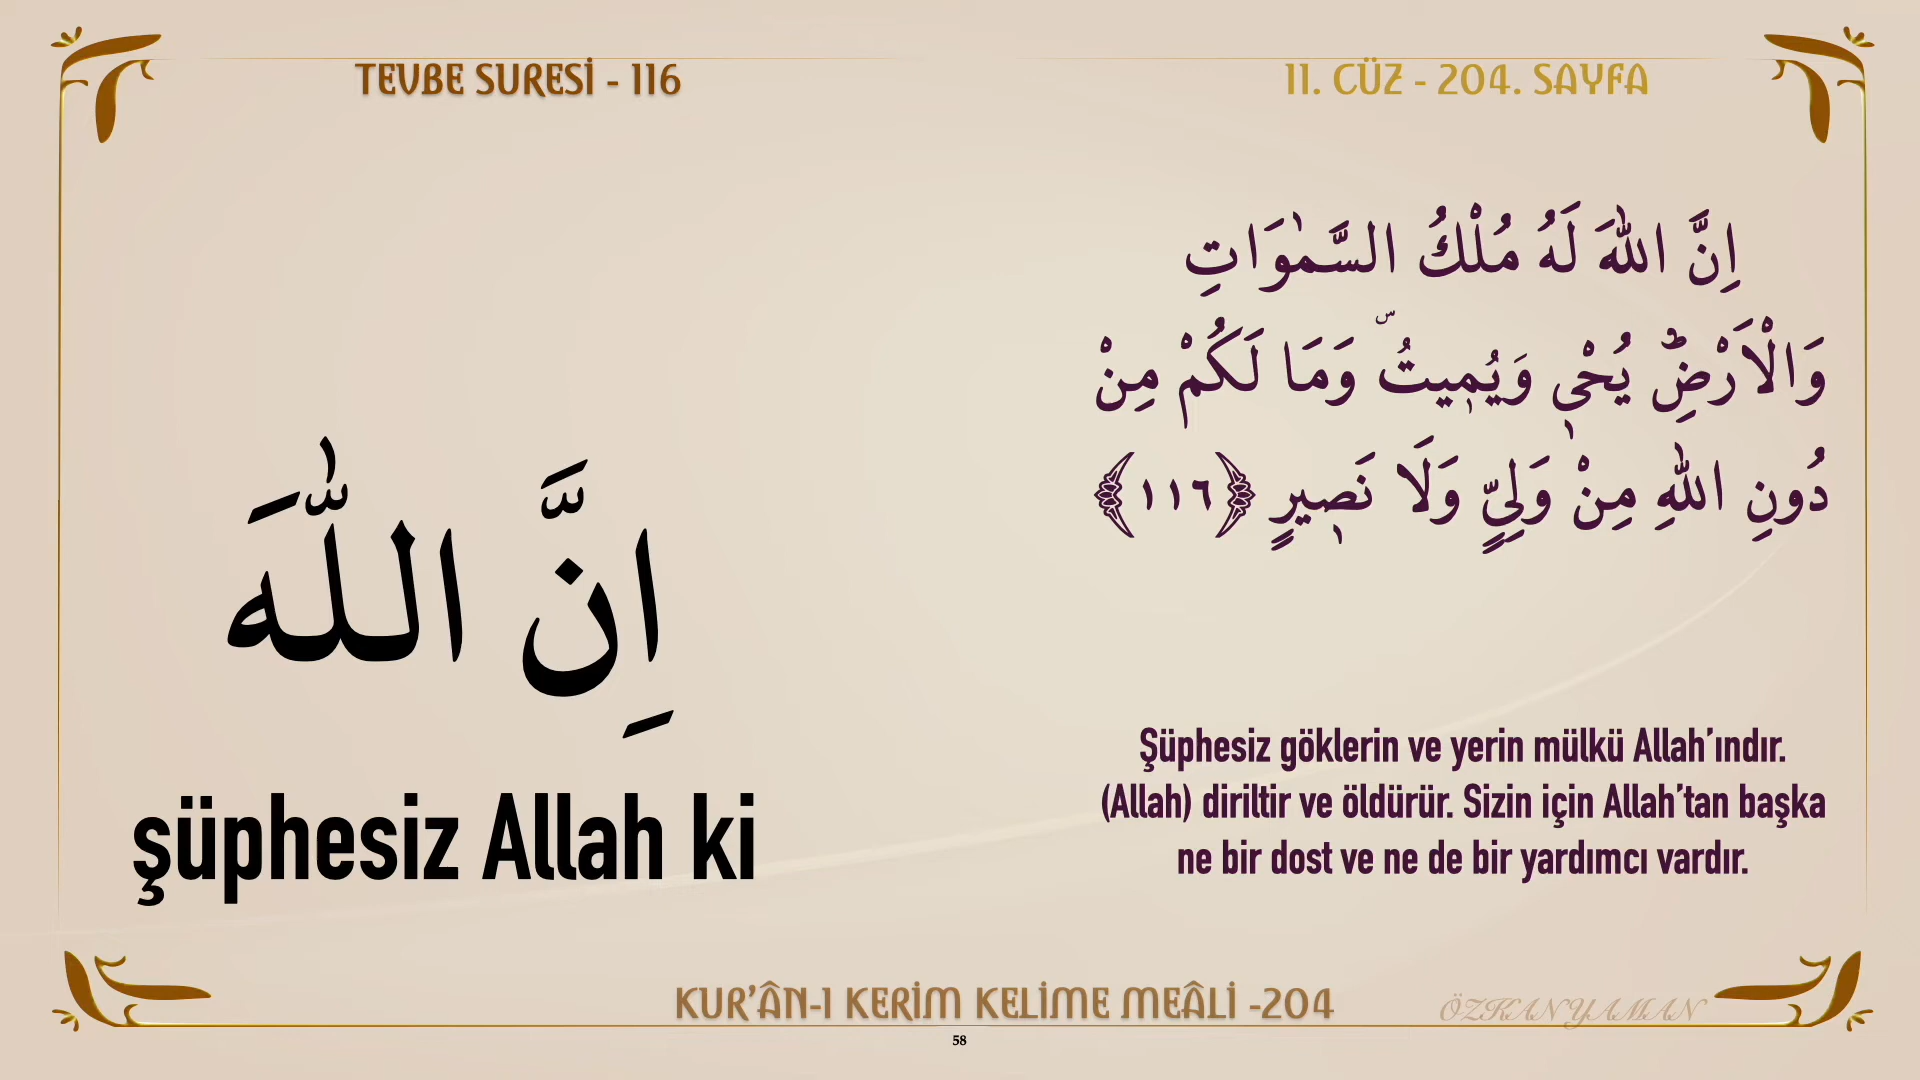 TEVBE SURESİ - 116
11. CÜZ - 204. SAYFA
اِنَّ اللّٰهَ لَهُ مُلْكُ السَّمٰوَاتِ
وَالْاَرْضِۜ يُحْي۪ وَيُم۪يتُۜ وَمَا لَكُمْ مِنْ
دُونِ اللّٰهِ مِنْ وَلِيٍّ وَلَا نَص۪يرٍ ﴿١١٦﴾
اِنَّ اللّٰهَ
şüphesiz Allah ki
Şüphesiz göklerin ve yerin mülkü Allah’ındır.
(Allah) diriltir ve öldürür. Sizin için Allah’tan başka
ne bir dost ve ne de bir yardımcı vardır.
KUR’ÂN-I KERİM KELİME MEÂLİ -204
ÖZKAN YAMAN
58